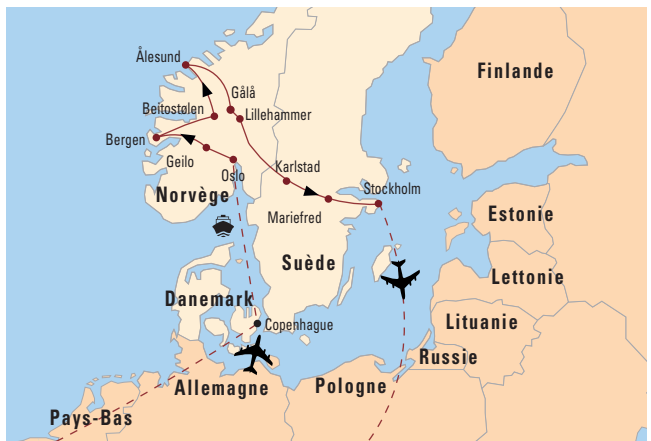 Ålesund
Finlande
Gålå
Beitostølen
Lillehammer
Bergen
Geilo
Oslo
Karlstad
Stockholm
Norvège
Mariefred
Estonie
Suède
Lettonie
Danemark
Copenhague
Lituanie
Russie
Allemagne
Pologne
Pays-Bas